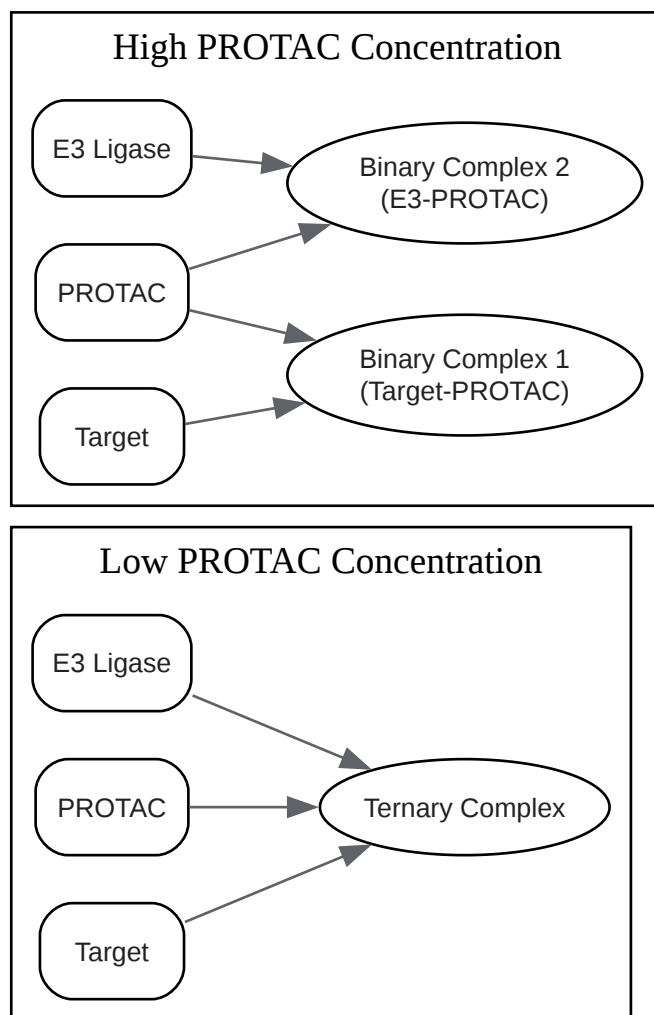 High PROTAC Concentration
E3 Ligase
Binary Complex 2
(E3-PROTAC)
PROTAC
Binary Complex 1
(Target-PROTAC)
Target
Low PROTAC Concentration
E3 Ligase
PROTAC
Ternary Complex
Target